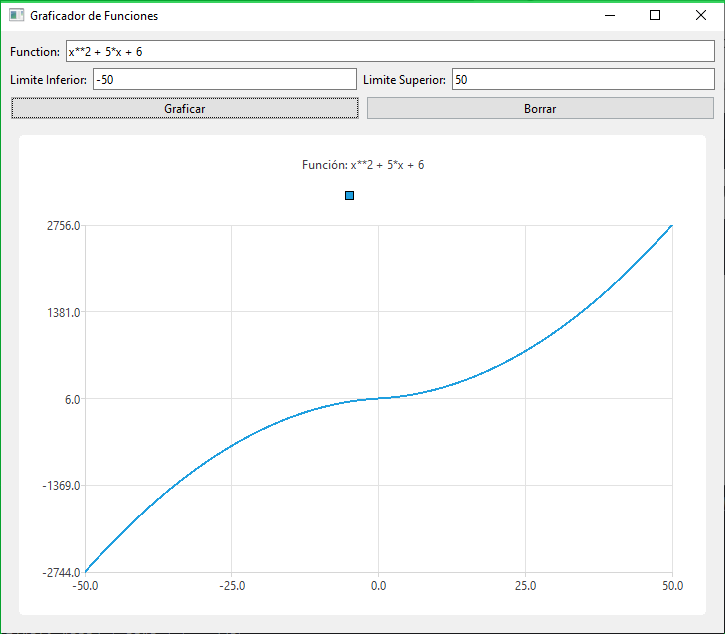 Graficador de Funciones
Function: x**2 + 5*x + 6
Limite Inferior: -50 Limite Superior: 50
Graficar Borrar
Función: x**2 + 5*x + 6
2756.0
1381.0
6.0
-1369.0
-2744.0
-50.0 -25.0 0.0 25.0 50.0